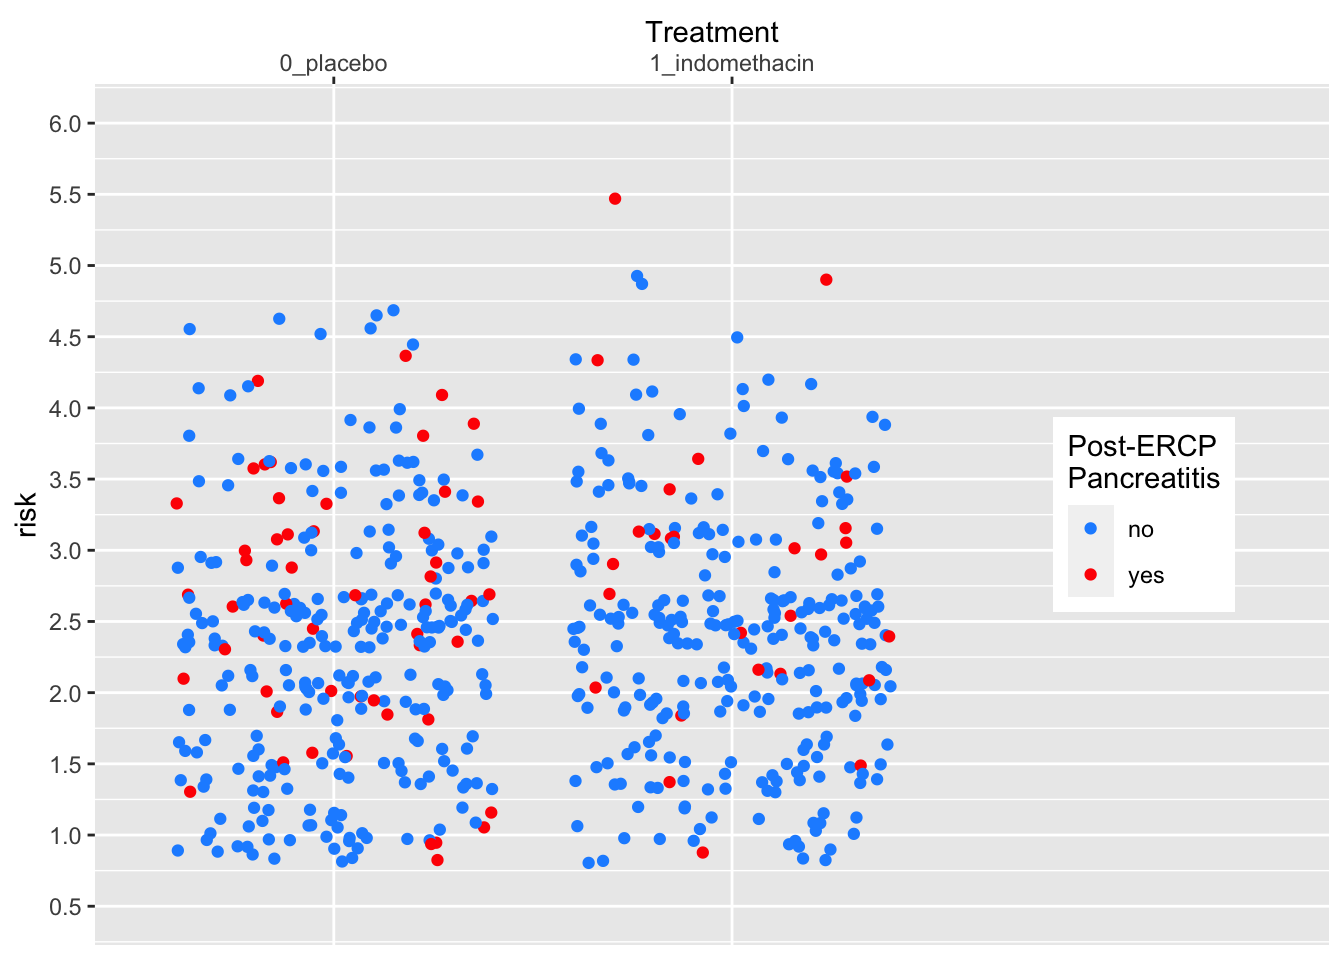 Treatment
0_placebo 1_indomethacin
6.0
5.5
5.0
4.5
4.0
3.5
3.0
2.5
2.0
1.5
1.0
0.5
risk
Post-ERCP
Pancreatitis
no
yes